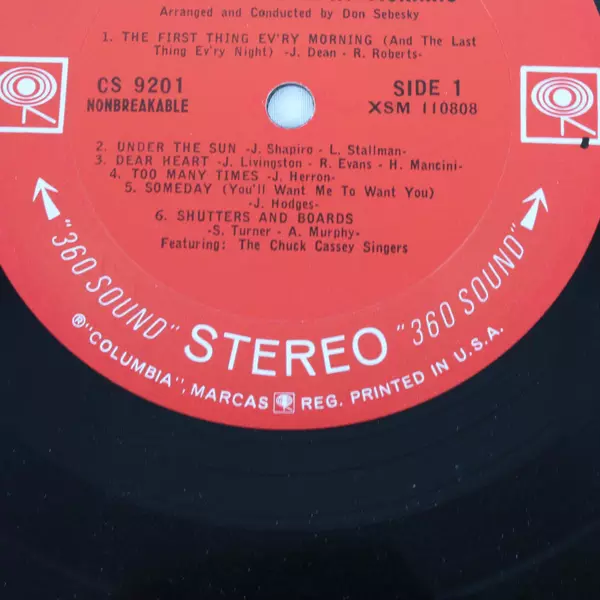 Arranged and Conducted by Don Sebesky
1. THE FIRST THING EV'RY MORNING (And The Last
Thing Ev'ry Night) -J. Dean - R. Roberts-
CS 9201
NONBREAKABLE
SIDE 1
XSM 110808
2. UNDER THE SUN -J. Shapiro - L. Stallman-
3. DEAR HEART -J. Livingston - R. Evans - H. Mancini-
4. TOO MANY TIMES -J. Herron-
5. SOMEDAY (You'll Want Me To Want You)
-J. Hodges-
6. SHUTTERS AND BOARDS
-S. Turner - A. Murphy-
Featuring: The Chuck Cassey Singers
"360 SOUND" STEREO "360 SOUND"
®"COLUMBIA", MARCAS REG. PRINTED IN U.S.A.